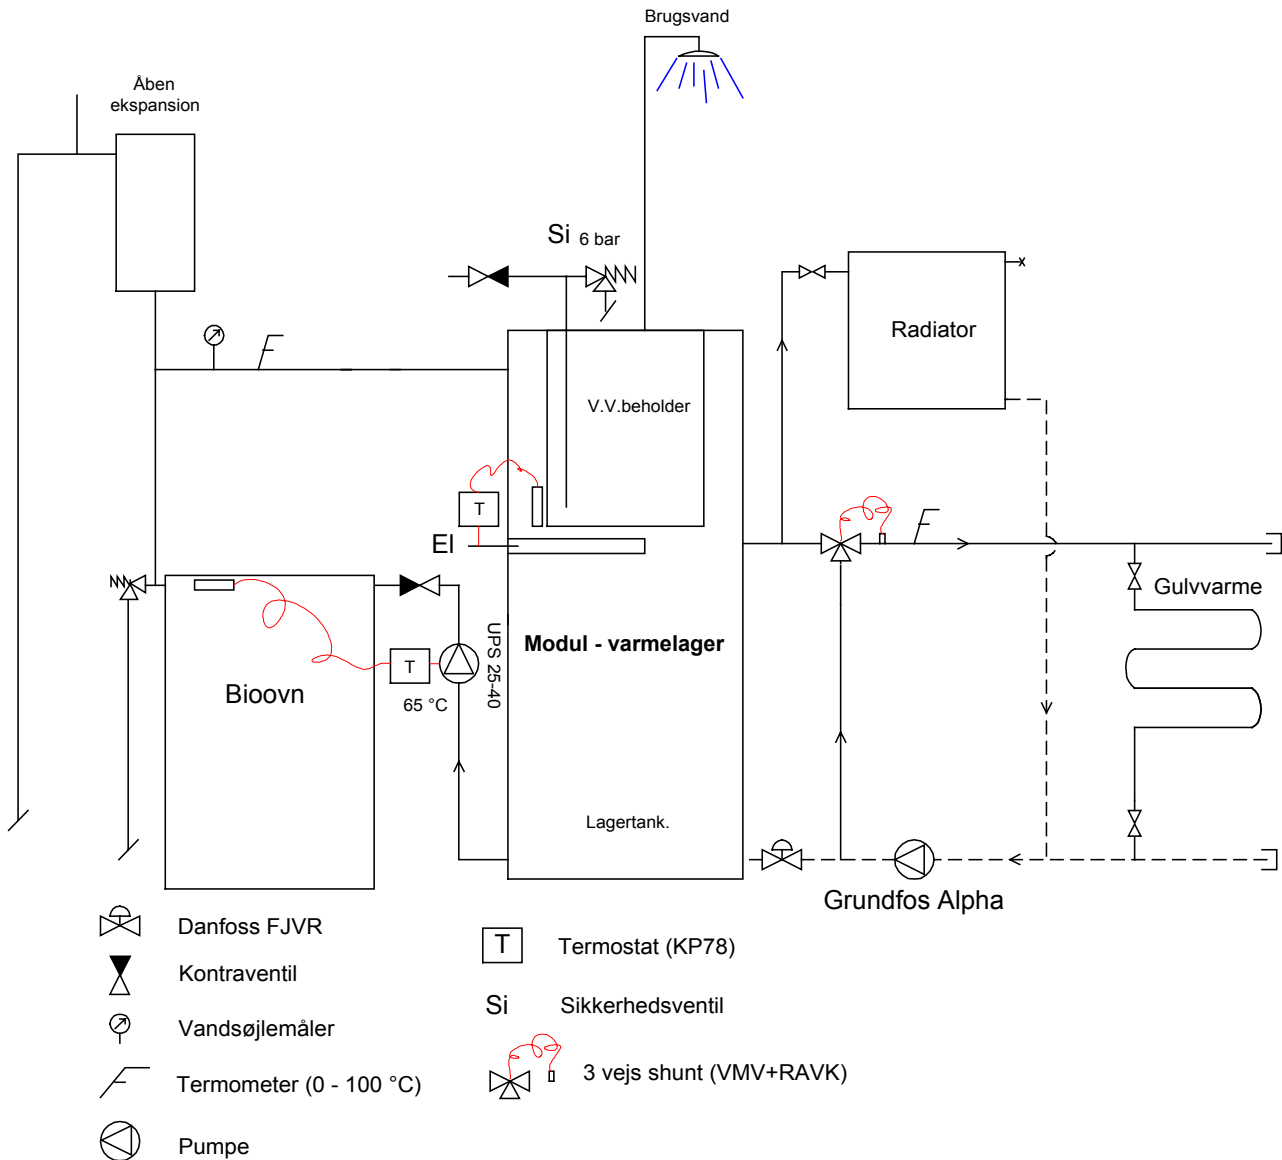 Brugsvand
Åben
ekspansion
Si 6 bar
Radiator
V.V.beholder
T
El
Gulvvarme
UPS 25-40
Modul - varmelager
T
65 °C
Bioovn
Lagertank.
Grundfos Alpha
Danfoss FJVR
Kontraventil
Vandsøjlemåler
Termometer (0 - 100 °C)
Pumpe
T Termostat (KP78)
Si Sikkerhedsventil
3 vejs shunt (VMV+RAVK)